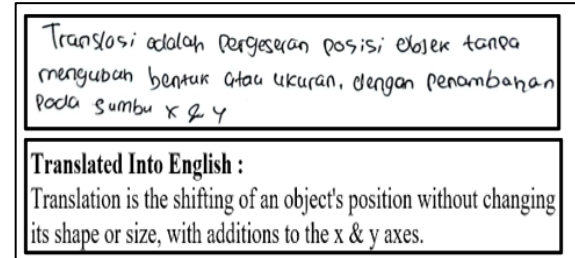 Translasi adalah pergeseran posisi objek tanpa
mengubah bentuk atau ukuran, dengan penambahan
pada sumbu x & y
Translated Into English :
Translation is the shifting of an object's position without changing
its shape or size, with additions to the x & y axes.